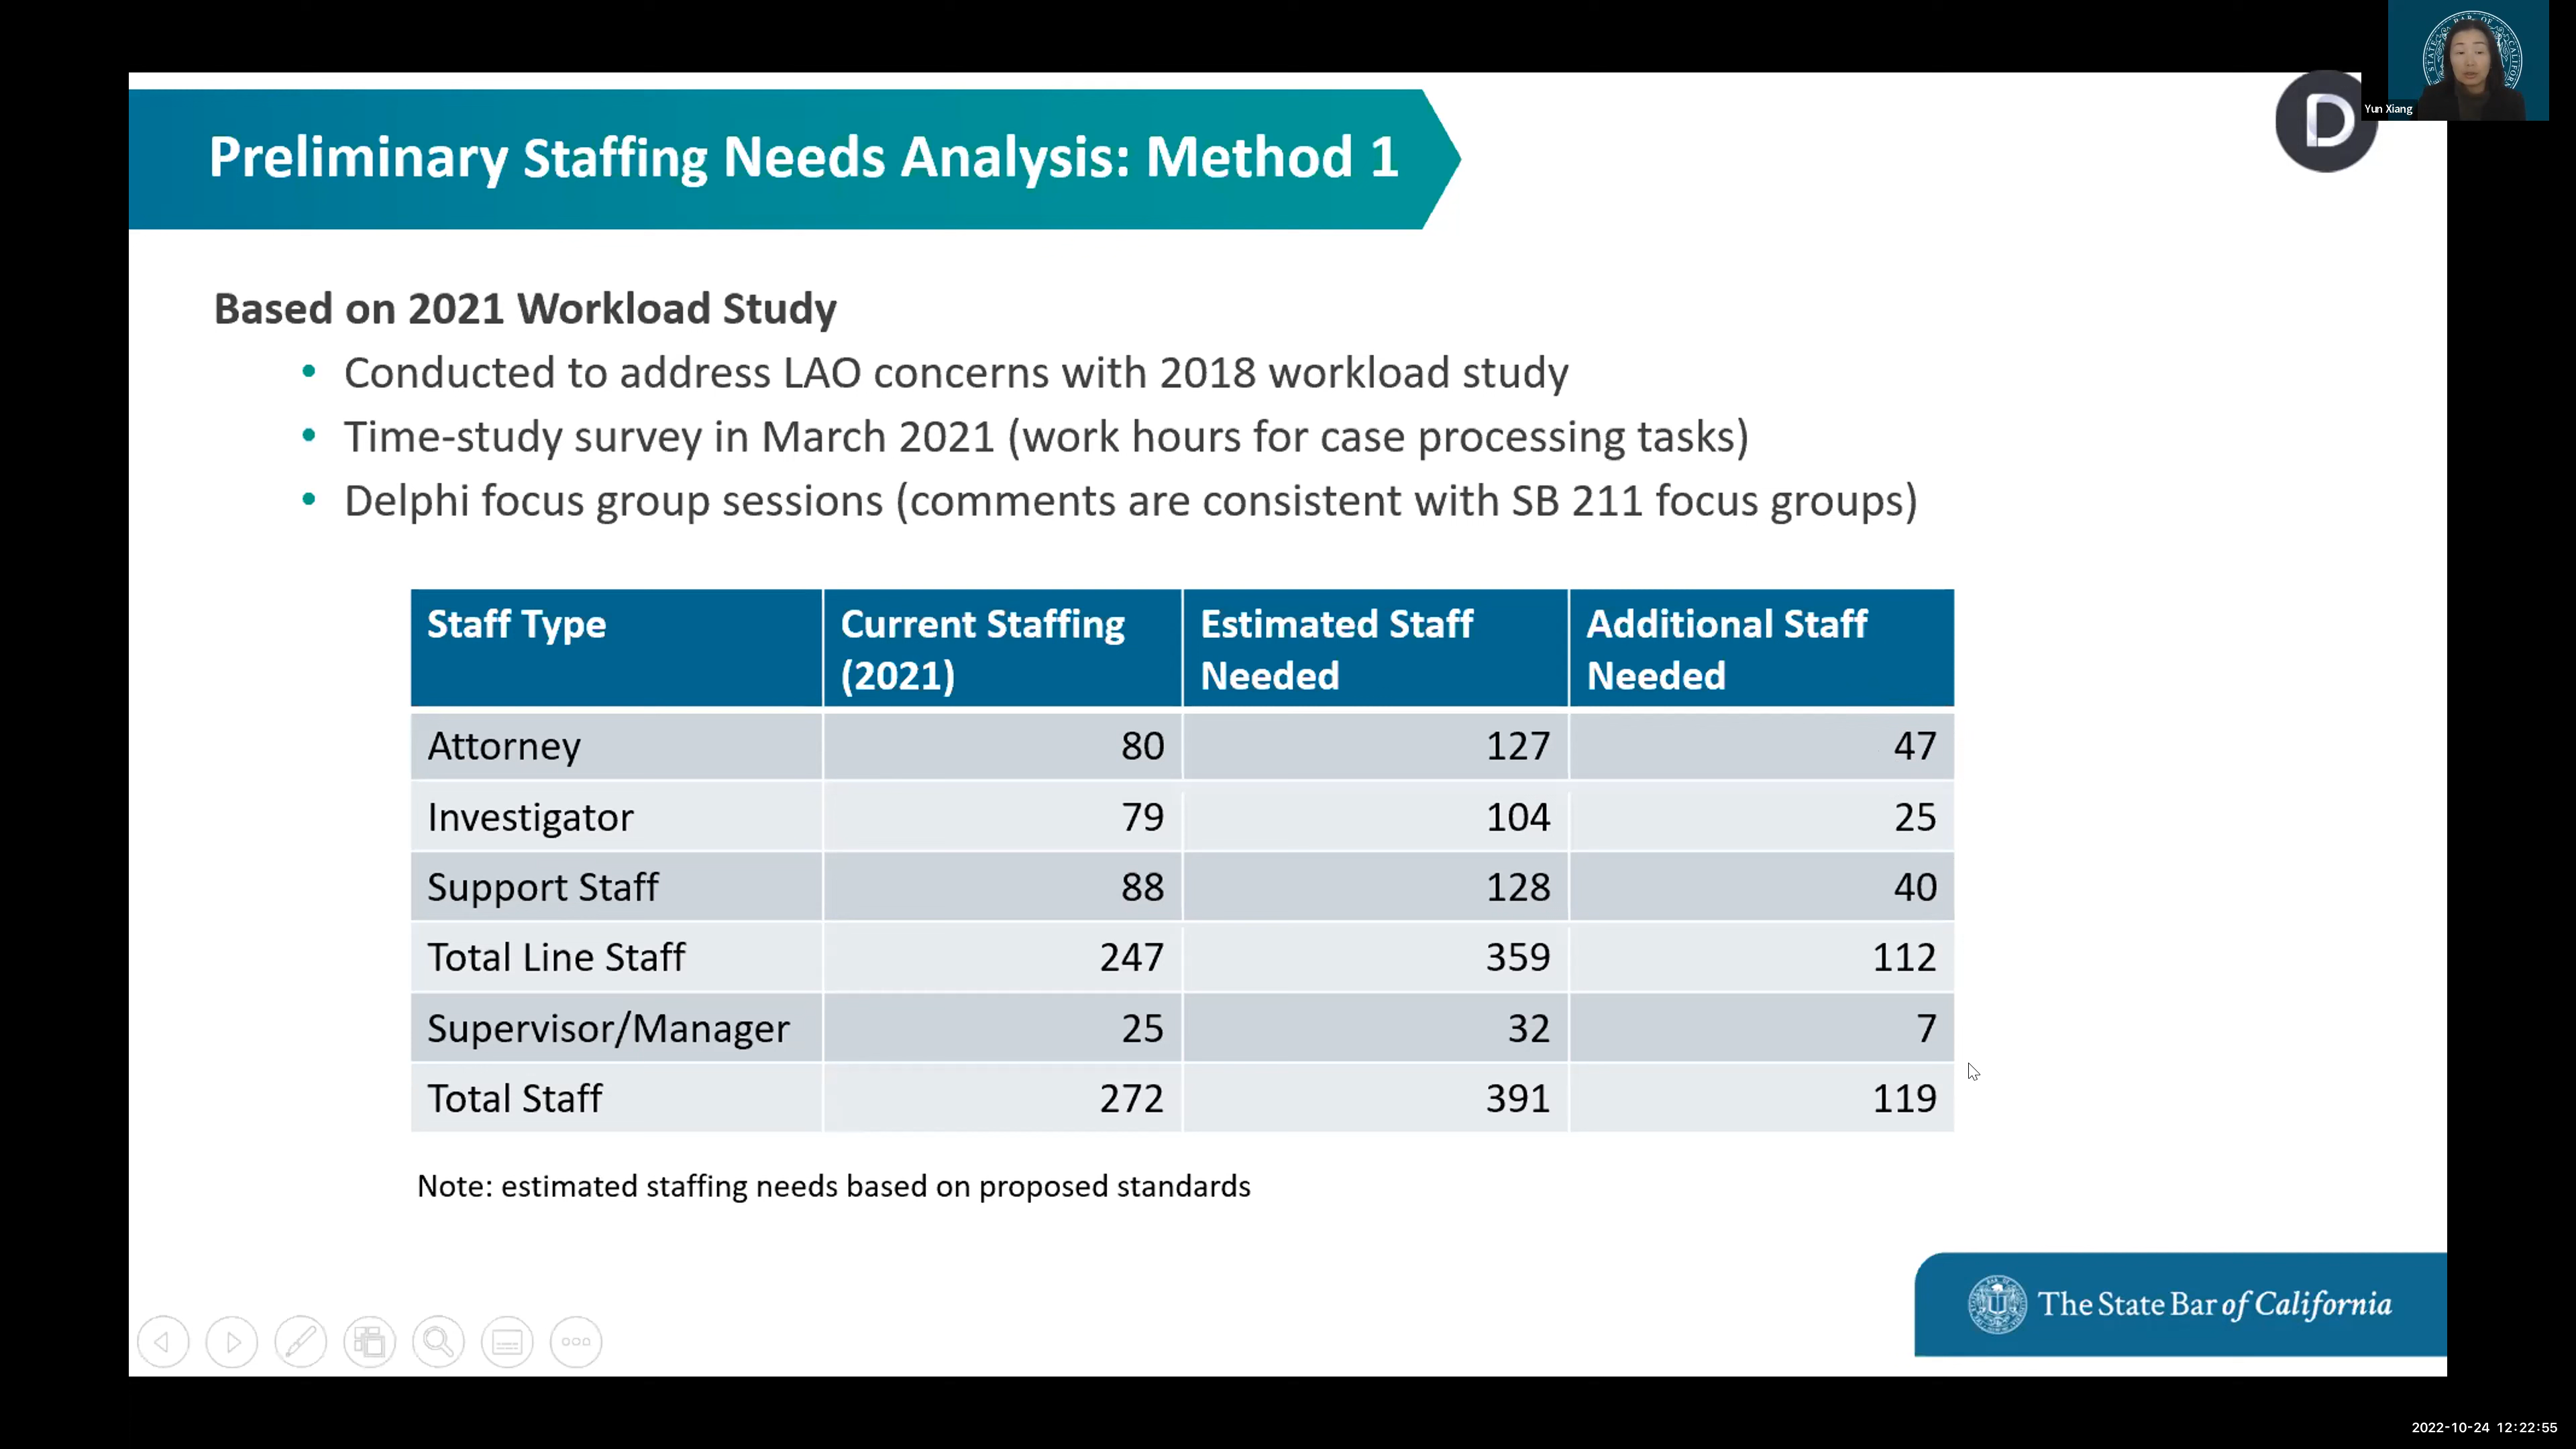 Preliminary Staffing Needs Analysis: Method 1
D
Yun Xiang
Based on 2021 Workload Study
• Conducted to address LAO concerns with 2018 workload study
• Time-study survey in March 2021 (work hours for case processing tasks)
• Delphi focus group sessions (comments are consistent with SB 211 focus groups)
Staff Type Current Staffing (2021) Estimated Staff Needed Additional Staff Needed
Attorney 80 127 47
Investigator 79 104 25
Support Staff 88 128 40
Total Line Staff 247 359 112
Supervisor/Manager 25 32 7
Total Staff 272 391 119
Note: estimated staffing needs based on proposed standards
The State Bar of California
2022-10-24 12:22:55